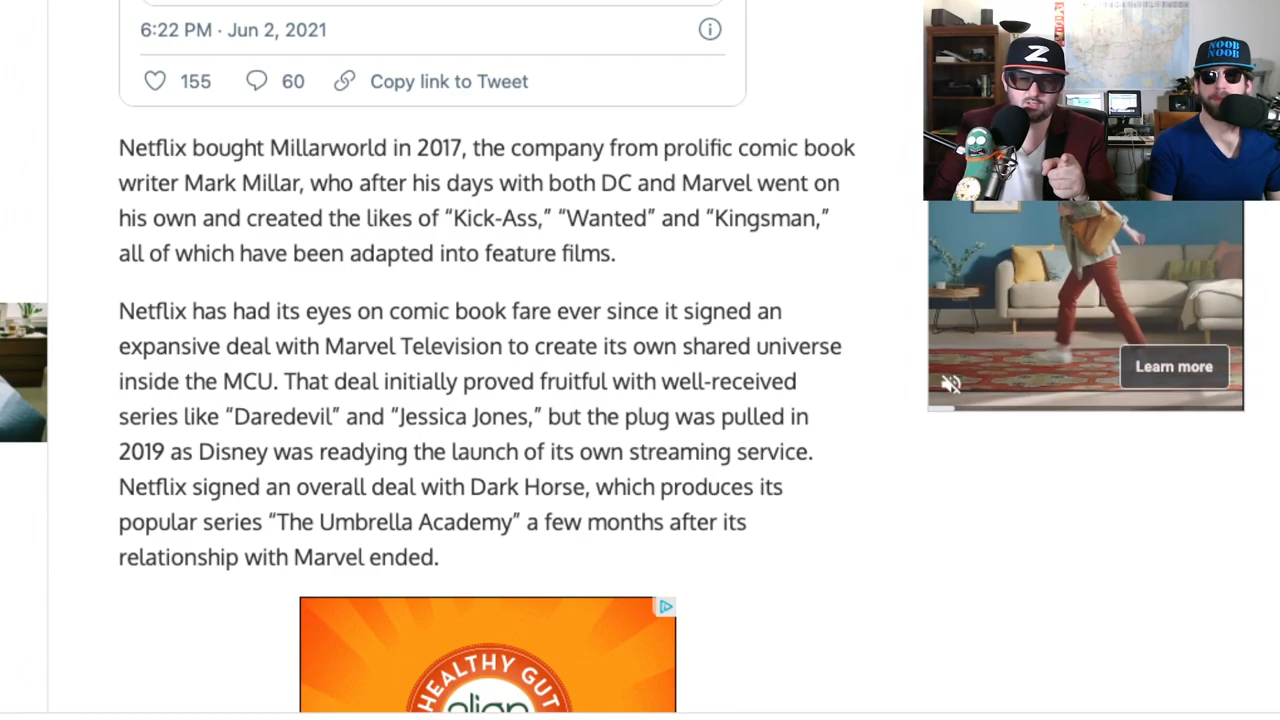 6:22 PM · Jun 2, 2021
155 60 Copy link to Tweet
Netflix bought Millarworld in 2017, the company from prolific comic book
writer Mark Millar, who after his days with both DC and Marvel went on
his own and created the likes of “Kick-Ass,” “Wanted” and “Kingsman,”
all of which have been adapted into feature films.
Netflix has had its eyes on comic book fare ever since it signed an
expansive deal with Marvel Television to create its own shared universe
inside the MCU. That deal initially proved fruitful with well-received
series like “Daredevil” and “Jessica Jones,” but the plug was pulled in
2019 as Disney was readying the launch of its own streaming service.
Netflix signed an overall deal with Dark Horse, which produces its
popular series “The Umbrella Academy” a few months after its
relationship with Marvel ended.
HEALTHY GUT
align
Z
NOOB
NOOB
Learn more